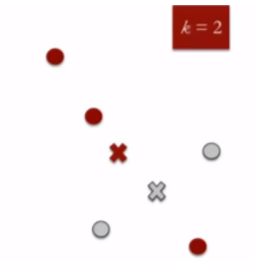 k = 2